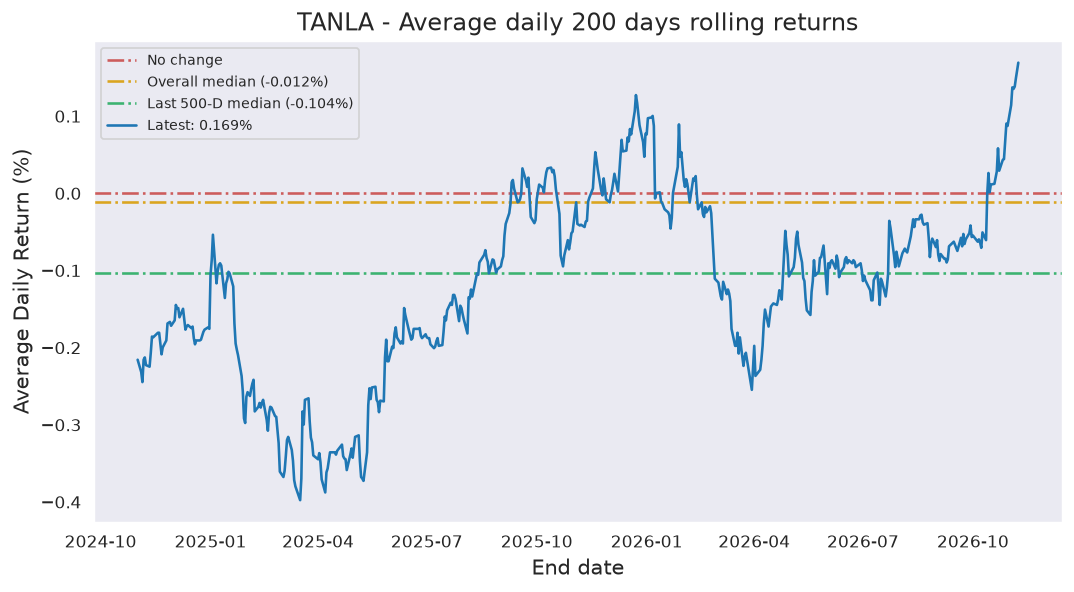 TANLA - Average daily 200 days rolling returns
No change
Overall median (-0.012%)
Last 500-D median (-0.104%)
Latest: 0.169%
Average Daily Return (%)
0.1
0.0
−0.1
−0.2
−0.3
−0.4
2024-10 2025-01 2025-04 2025-07 2025-10 2026-01 2026-04 2026-07 2026-10
End date